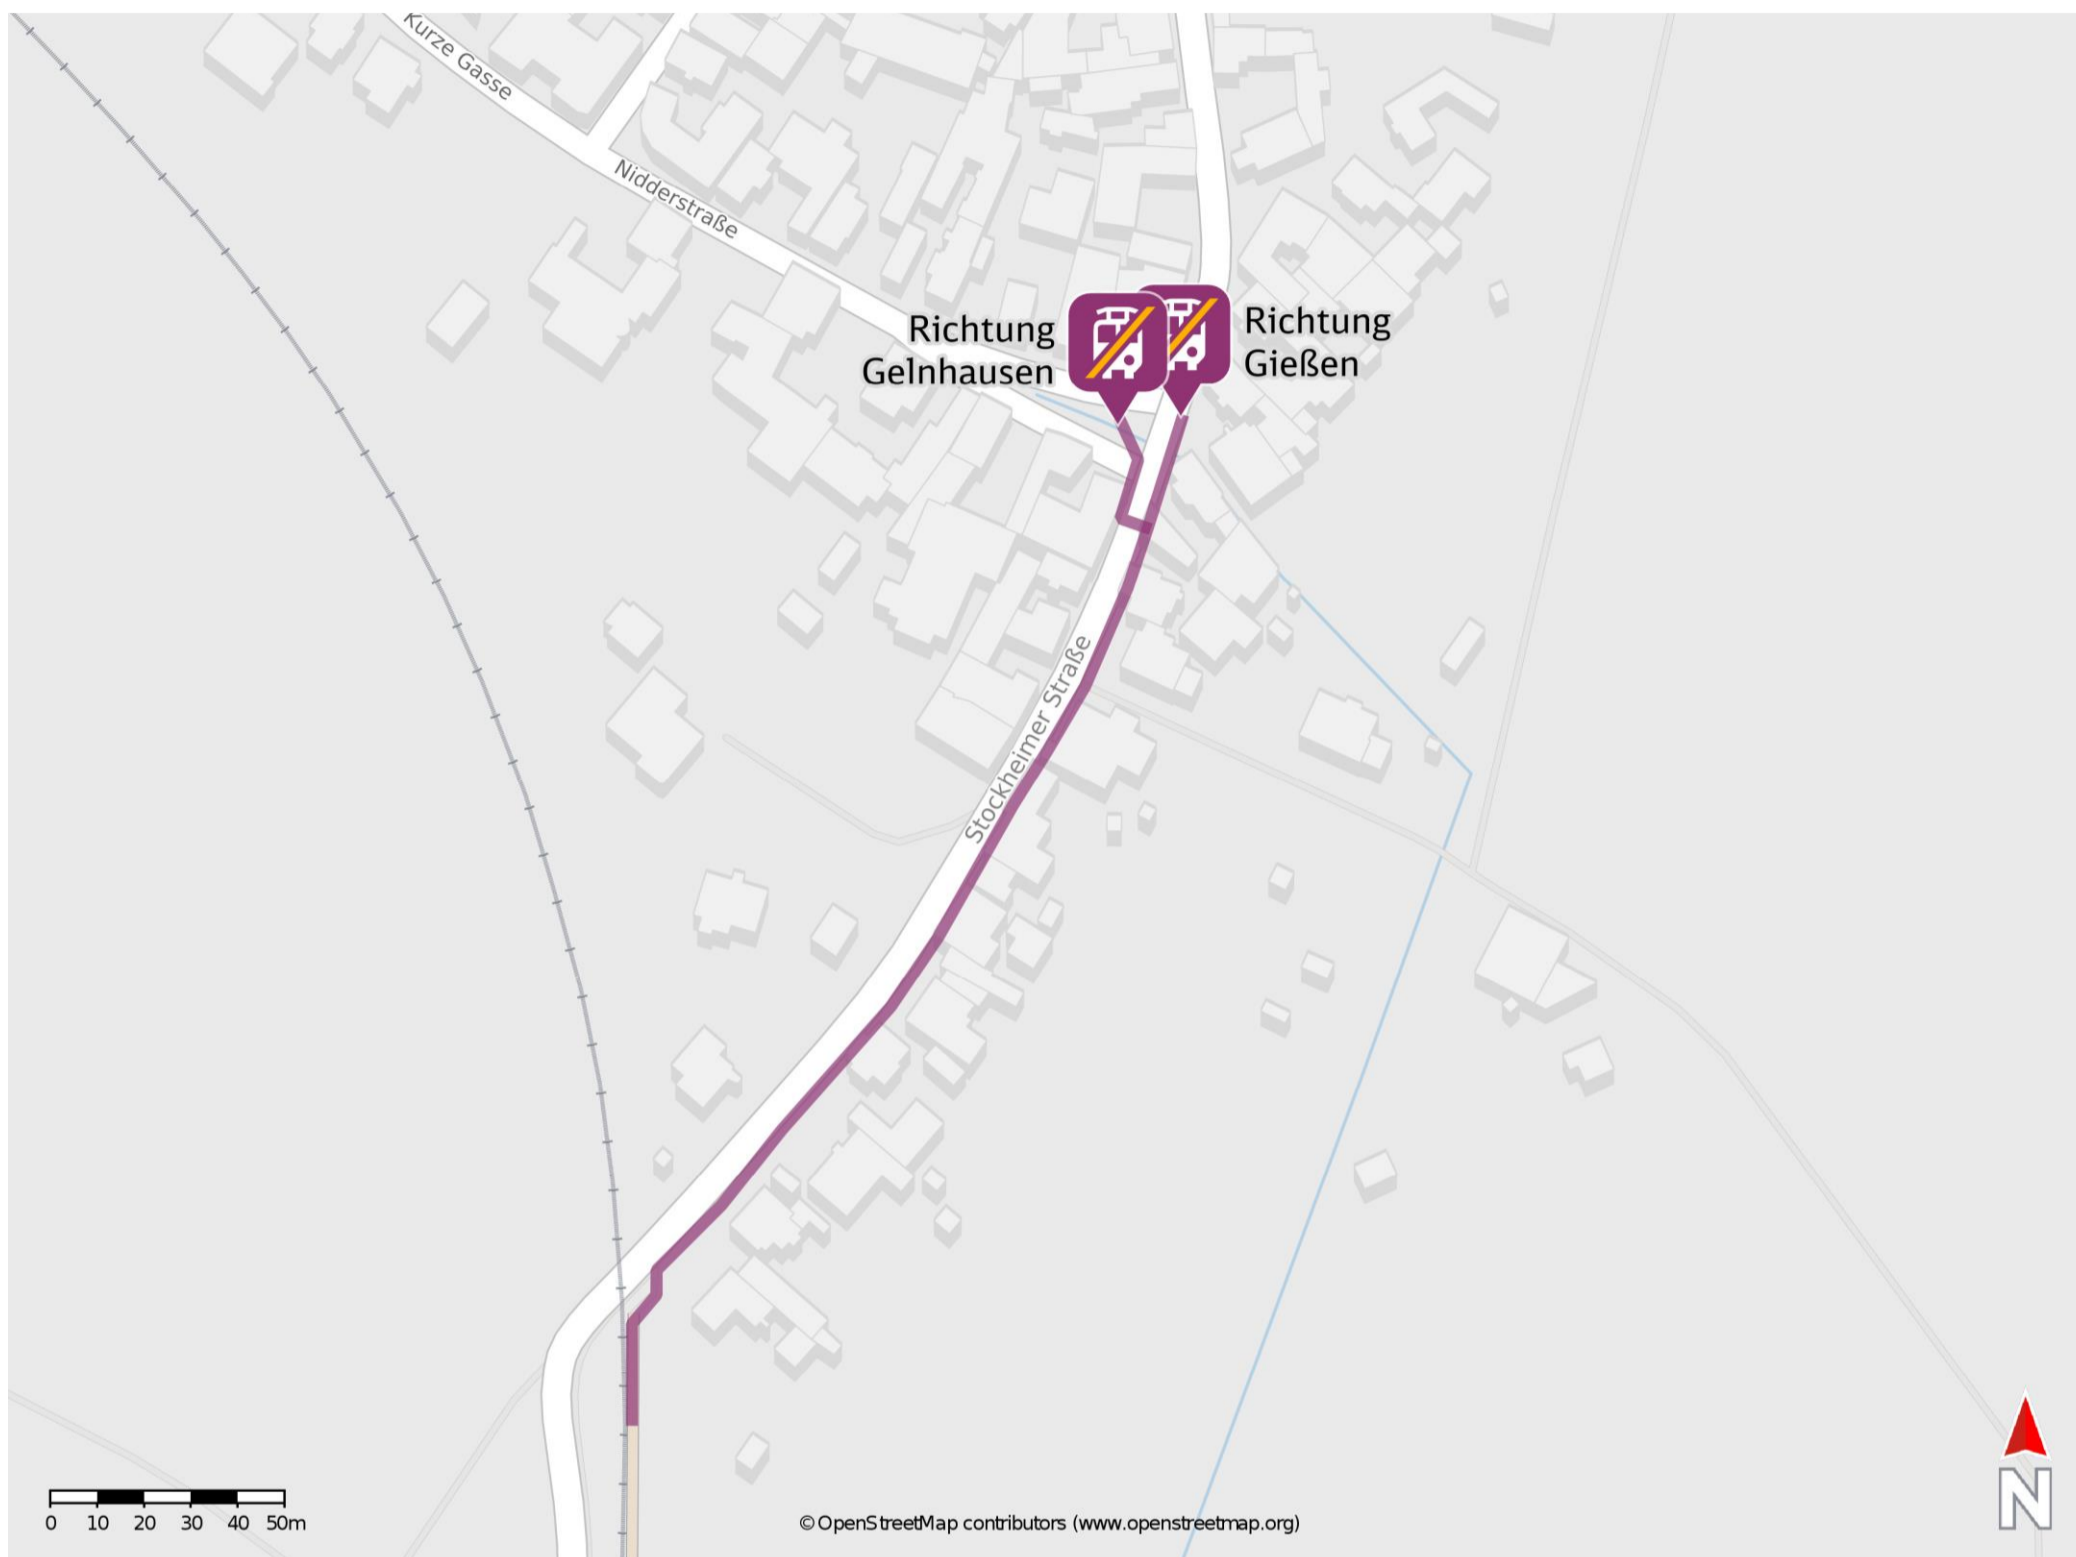 Kurze Gasse
Nidderstraße
Richtung
Gelnhausen
Richtung
Gießen
Stockheimer Straße
0 10 20 30 40 50m
© OpenStreetMap contributors (www.openstreetmap.org)
N